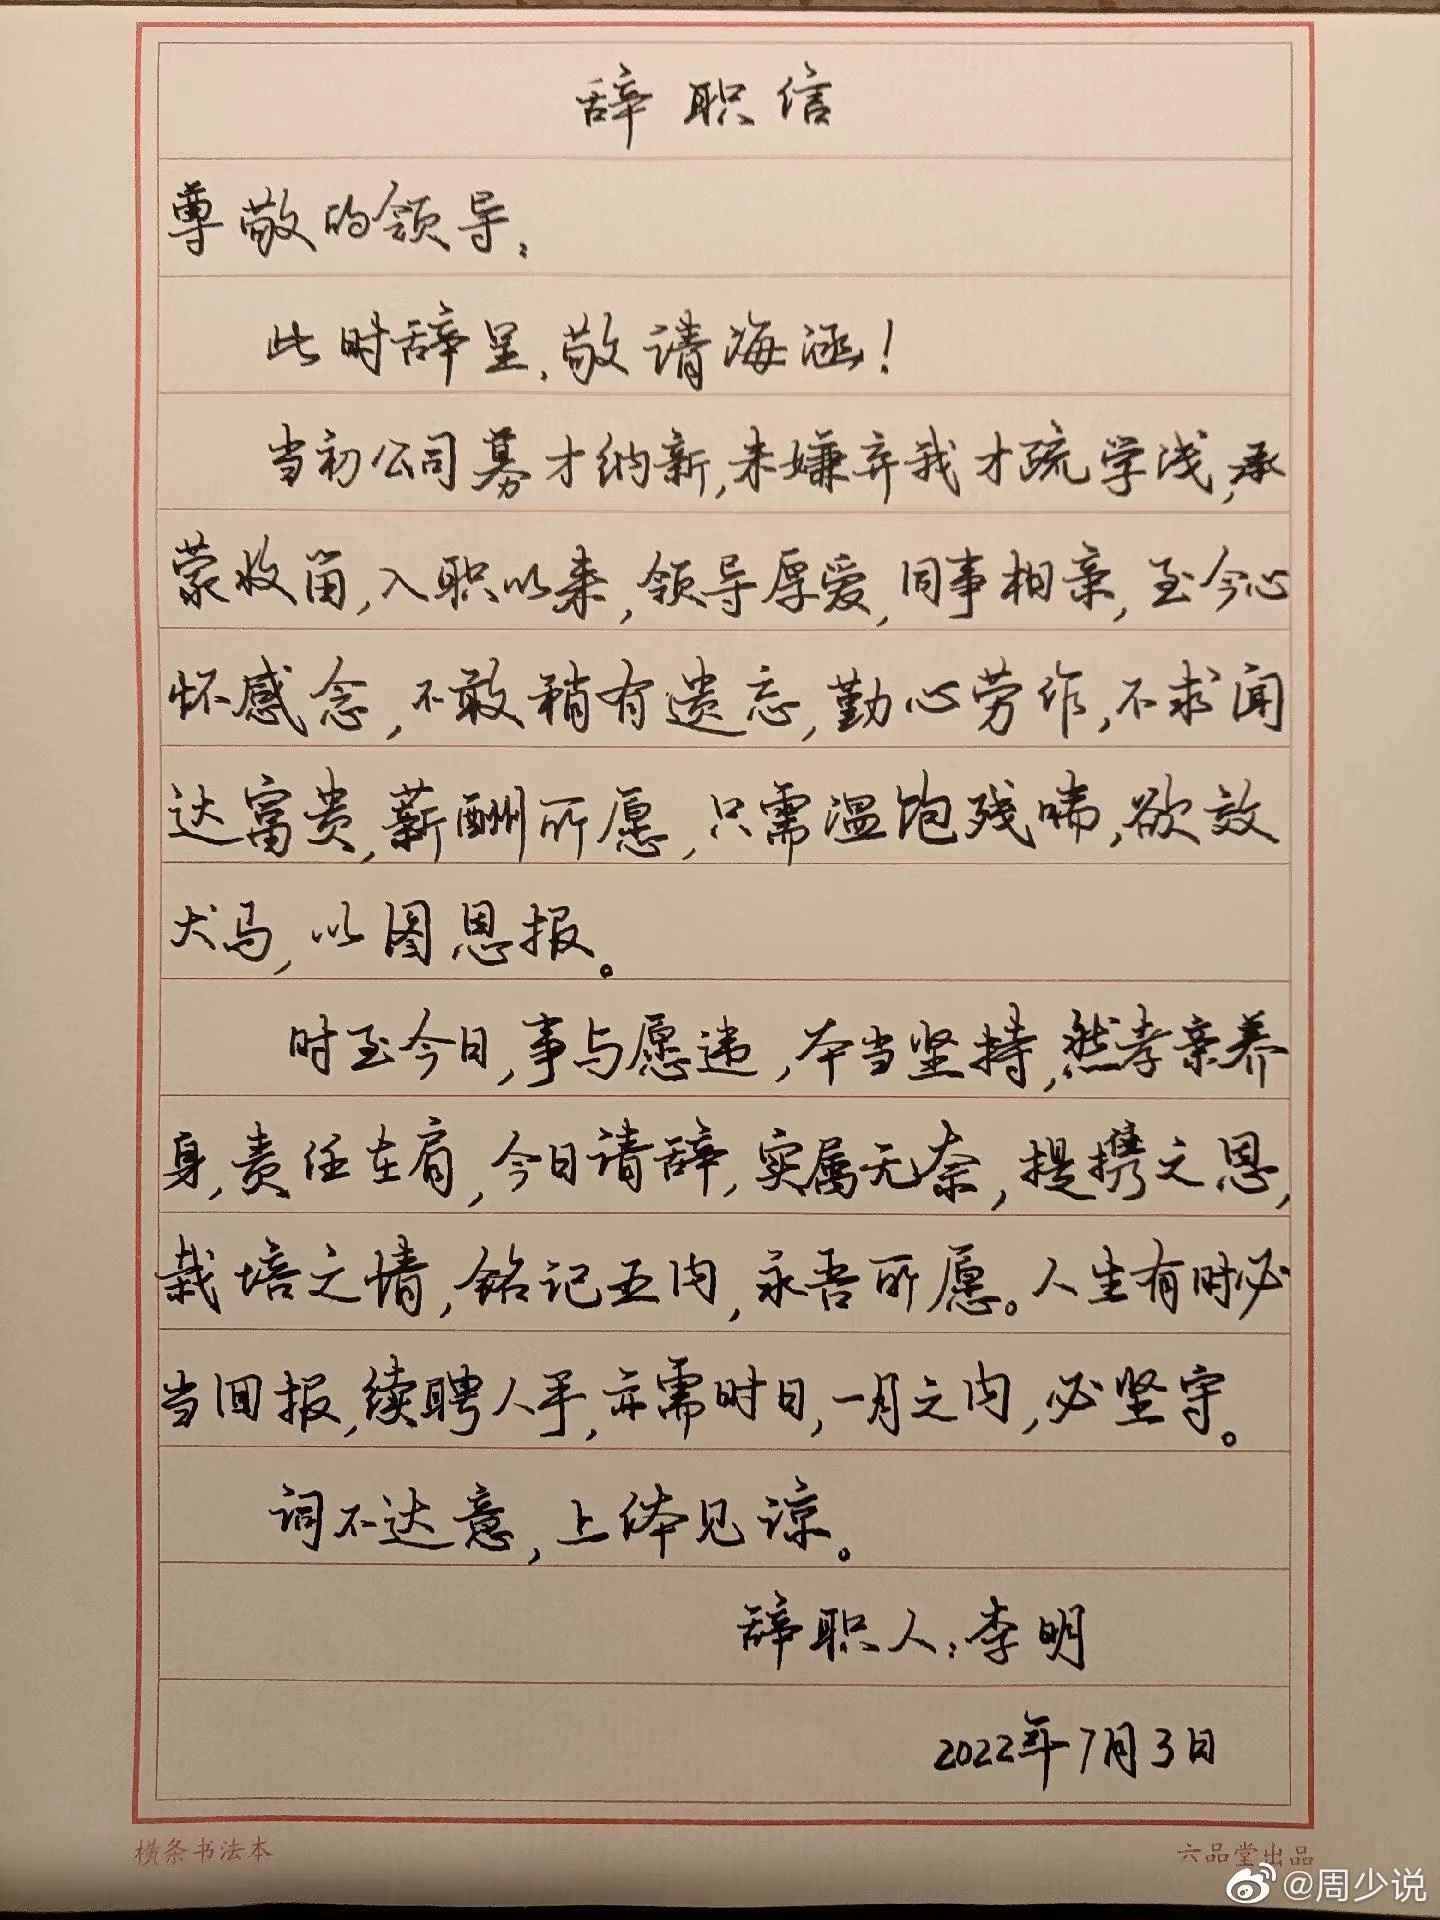 辞职信
尊敬的领导：
此时辞呈，敬请海涵！
当初公司募才纳新，未嫌弃我才疏学浅，承
蒙收留，入职以来，领导厚爱，同事相亲，至今心
怀感念，不敢稍有遗忘，勤心劳作，不求闻
达富贵，薪酬所愿，只需温饱残喘，欲效
犬马，以图恩报。
时至今日，事与愿违，本当坚持，然孝亲养
身，责任在肩，今日请辞，实属无奈，提携之恩，
栽培之情，铭记五内，永吾所愿。人生有时必
当回报，续聘人手，亦需时日，一月之内，必坚守。
词不达意，上体见谅。
辞职人：李明
2022年7月3日
横条书法本
六品堂出品
@周少说